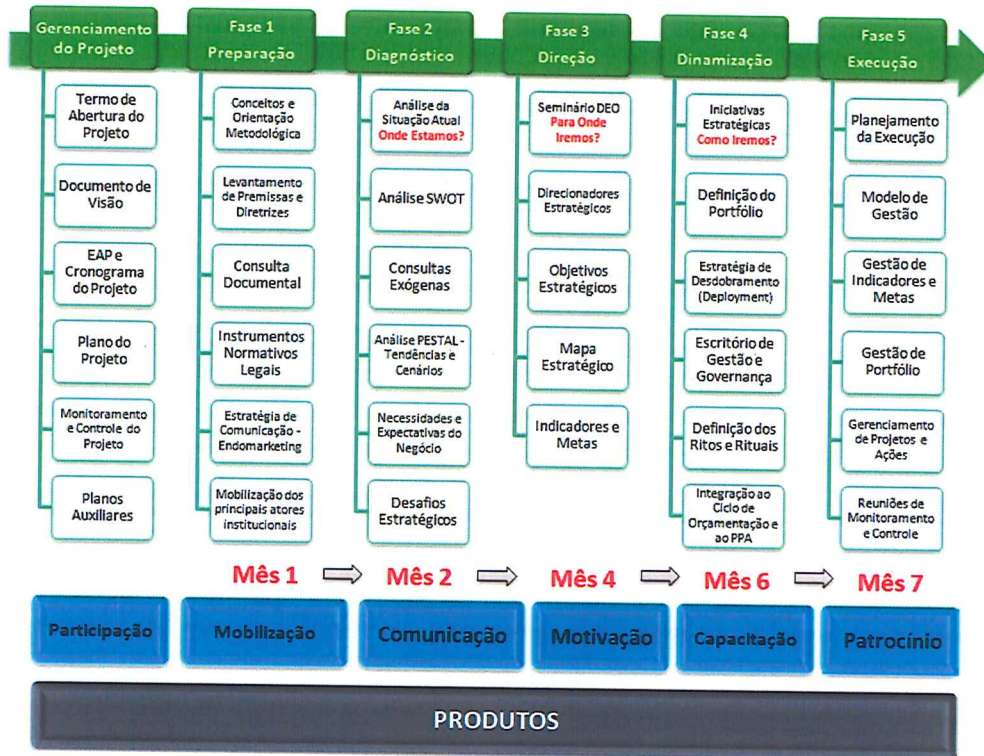 Gerenciamento
do Projeto
Termo de
Abertura do
Projeto
Documento de
Visão
EAP e
Cronograma
do Projeto
Plano do
Projeto
Monitoramento
e Controle do
Projeto
Planos
Auxiliares
Fase 1
Preparação
Conceitos e
Orientação
Metodológica
Levantamento
de Premissas e
Diretrizes
Consulta
Documental
Instrumentos
Normativos
Legais
Estratégia de
Comunicação -
Endomarketing
Mobilização dos
principais atores
institucionais
Fase 2
Diagnóstico
Análise da
Situação Atual
Onde Estamos?
Análise SWOT
Consultas
Exógenas
Análise PESTAL -
Tendências e
Cenários
Necessidades e
Expectativas do
Negócio
Desafios
Estratégicos
Fase 3
Direção
Seminário DEO
Para Onde
Iremos?
Direcionadores
Estratégicos
Objetivos
Estratégicos
Mapa
Estratégico
Indicadores e
Metas
Fase 4
Dinamização
Iniciativas
Estratégicas
Como Iremos?
Definição do
Portfólio
Estratégia de
Desdobramento
(Deployment)
Escritório de
Gestão e
Governança
Definição dos
Ritos e Rituais
Integração ao
Ciclo de
Orçamentação e
ao PPA
Fase 5
Execução
Planejamento
da Execução
Modelo de
Gestão
Gestão de
Indicadores e
Metas
Gestão de
Portfólio
Gerenciamento
de Projetos e
Ações
Reuniões de
Monitoramento
e Controle
Mês 1 Mês 2 Mês 4 Mês 6 Mês 7
Participação Mobilização Comunicação Motivação Capacitação Patrocínio
PRODUTOS